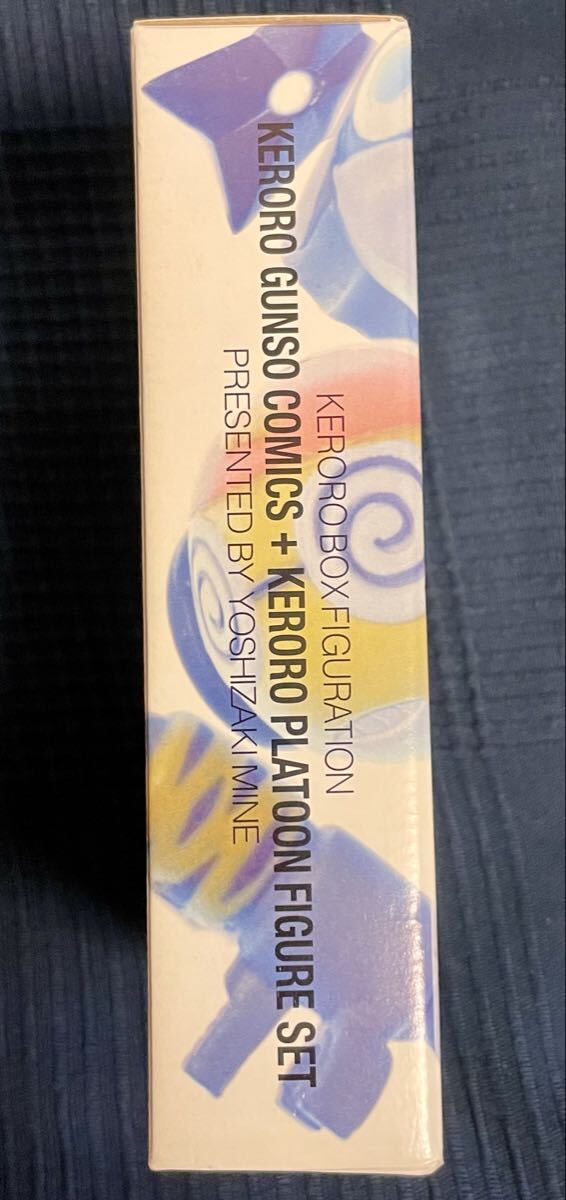 KERORO BOX FIGURATION
KERORO GUNSO COMICS + KERORO PLATOON FIGURE SET
PRESENTED BY YOSHIZAKI MINE